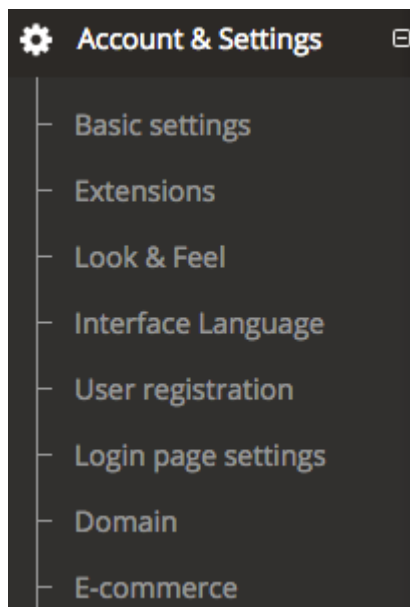 Account & Settings
Basic settings
Extensions
Look & Feel
Interface Language
User registration
Login page settings
Domain
E-commerce